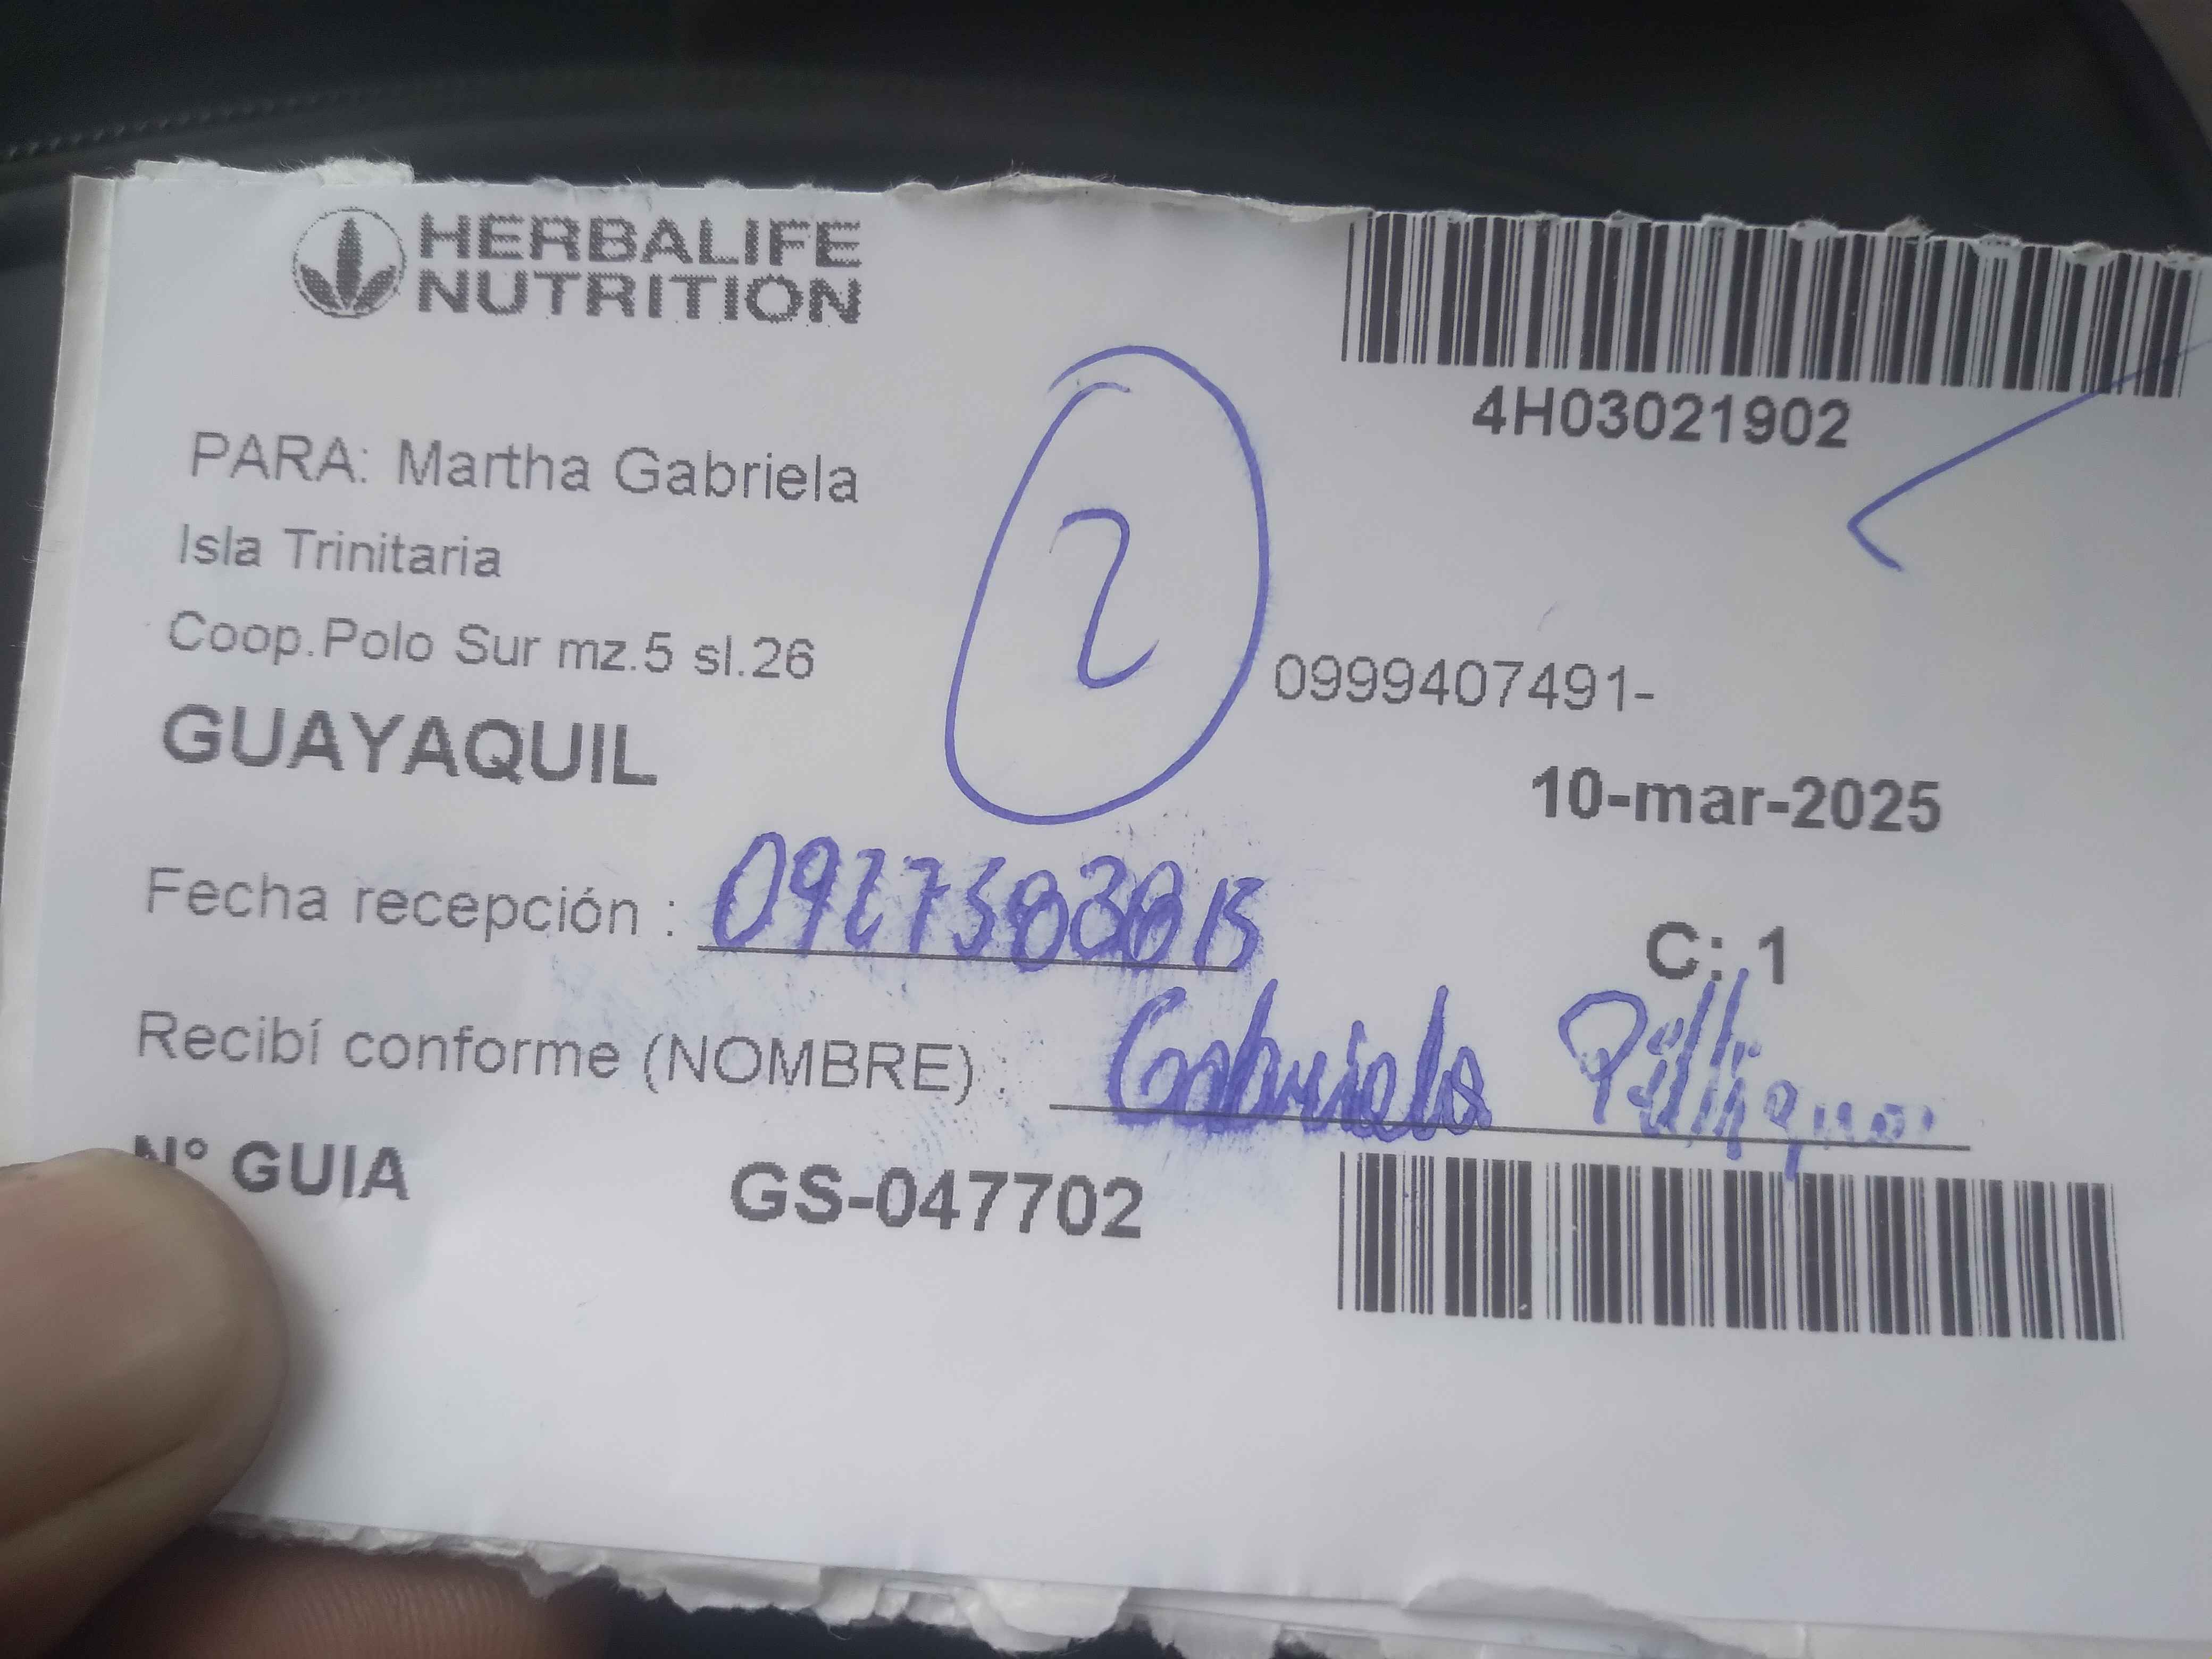 HERBALIFE
NUTRITION
4H03021902
PARA: Martha Gabriela
Isla Trinitaria
Coop.Polo Sur mz.5 sl.26
2
0999407491-
GUAYAQUIL
10-mar-2025
Fecha recepción :
C: 1
Recibí conforme (NOMBRE) : Gabriela
N° GUIA GS-047702